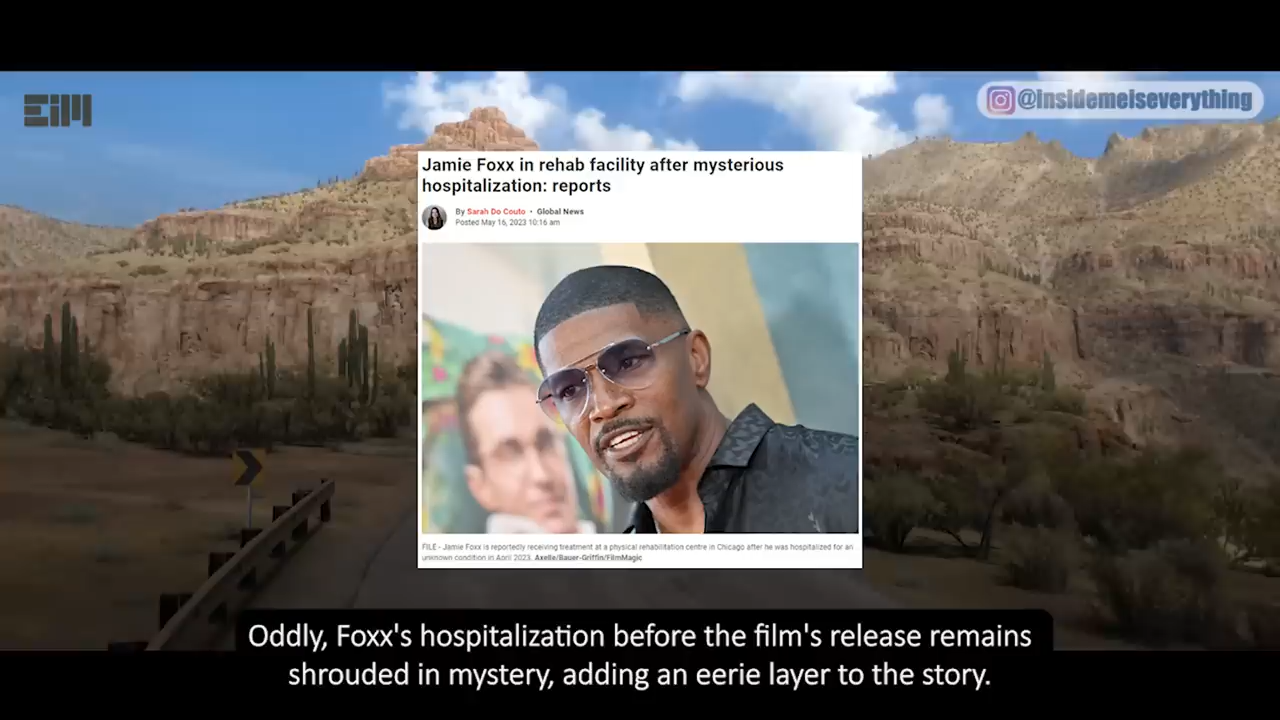 EiM
@insidemeiseverything
Jamie Foxx in rehab facility after mysterious
hospitalization: reports
By Sarah Do Couto • Global News
Posted May 16, 2023 10:16 am
FILE - Jamie Foxx is reportedly receiving treatment at a physical rehabilitation centre in Chicago after he was hospitalized for an
unknown condition in April 2023. Axelle/Bauer-Griffin/FilmMagic
Oddly, Foxx's hospitalization before the film's release remains
shrouded in mystery, adding an eerie layer to the story.